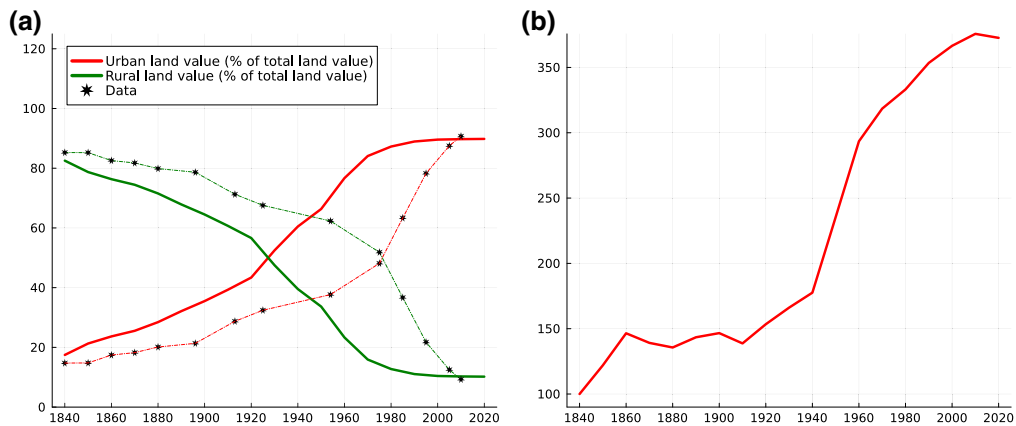 (a)
120
100
80
60
40
20
0
Urban land value (% of total land value)
Rural land value (% of total land value)
Data
1840 1860 1880 1900 1920 1940 1960 1980 2000 2020
(b)
350
300
250
200
150
100
1840 1860 1880 1900 1920 1940 1960 1980 2000 2020